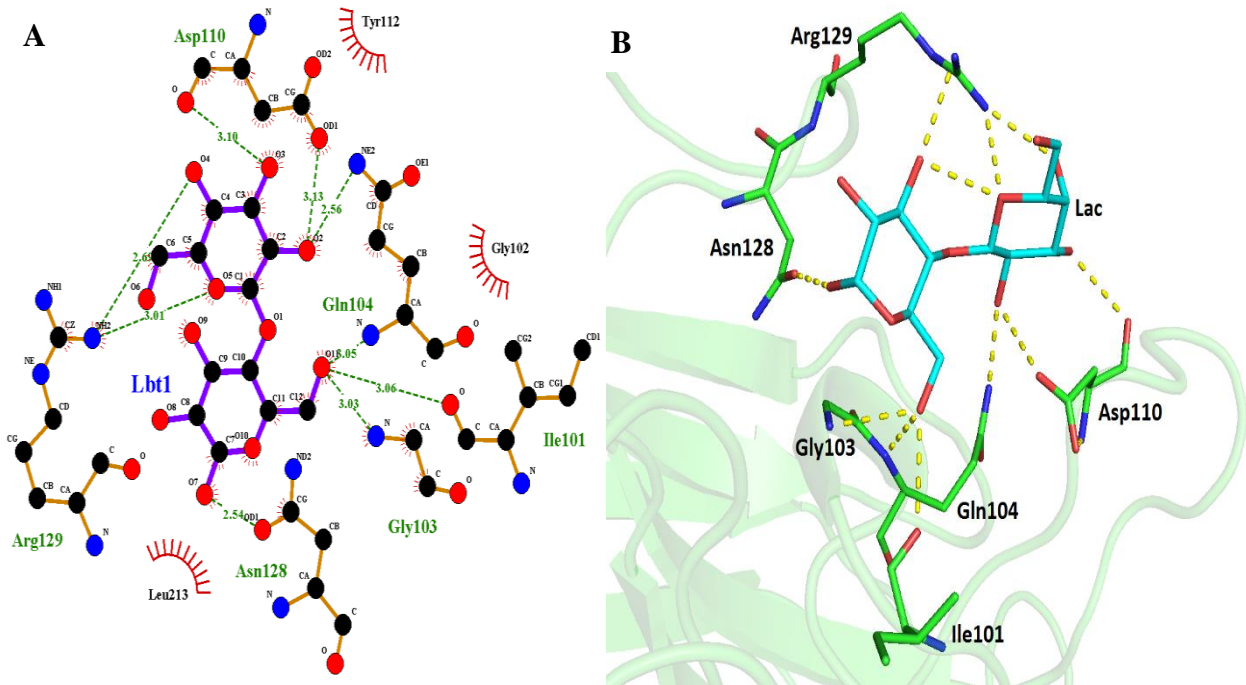 A
Asp110
N
Tyr112
C
CA
OD2
O
CB
CG
OD1
3.10
O4
O3
NE2
OE1
3.13
2.56
C4
C3
CD
C6
C5
C2
O2
CG
CB
Gly102
2.69
O5
C1
O6
Gln104
NH1
3.01
CA
CZ
NH2
O9
O1
N
O
CD1
3.05
C
CG2
NE
C9
C10
3.06
CB
CG1
Lbt1
CD
O8
C8
C11
C12
3.03
O
C
CA
Ile101
CG
C
C7
O10
N
CA
O
ND2
N
CB
CA
O7
CG
C
O
2.54
OD1
Gly103
Arg129
N
CB
Asn128
Leu213
CA
N
C
O
B
Arg129
Lac
Asn128
Asp110
Gly103
Gln104
Ile101